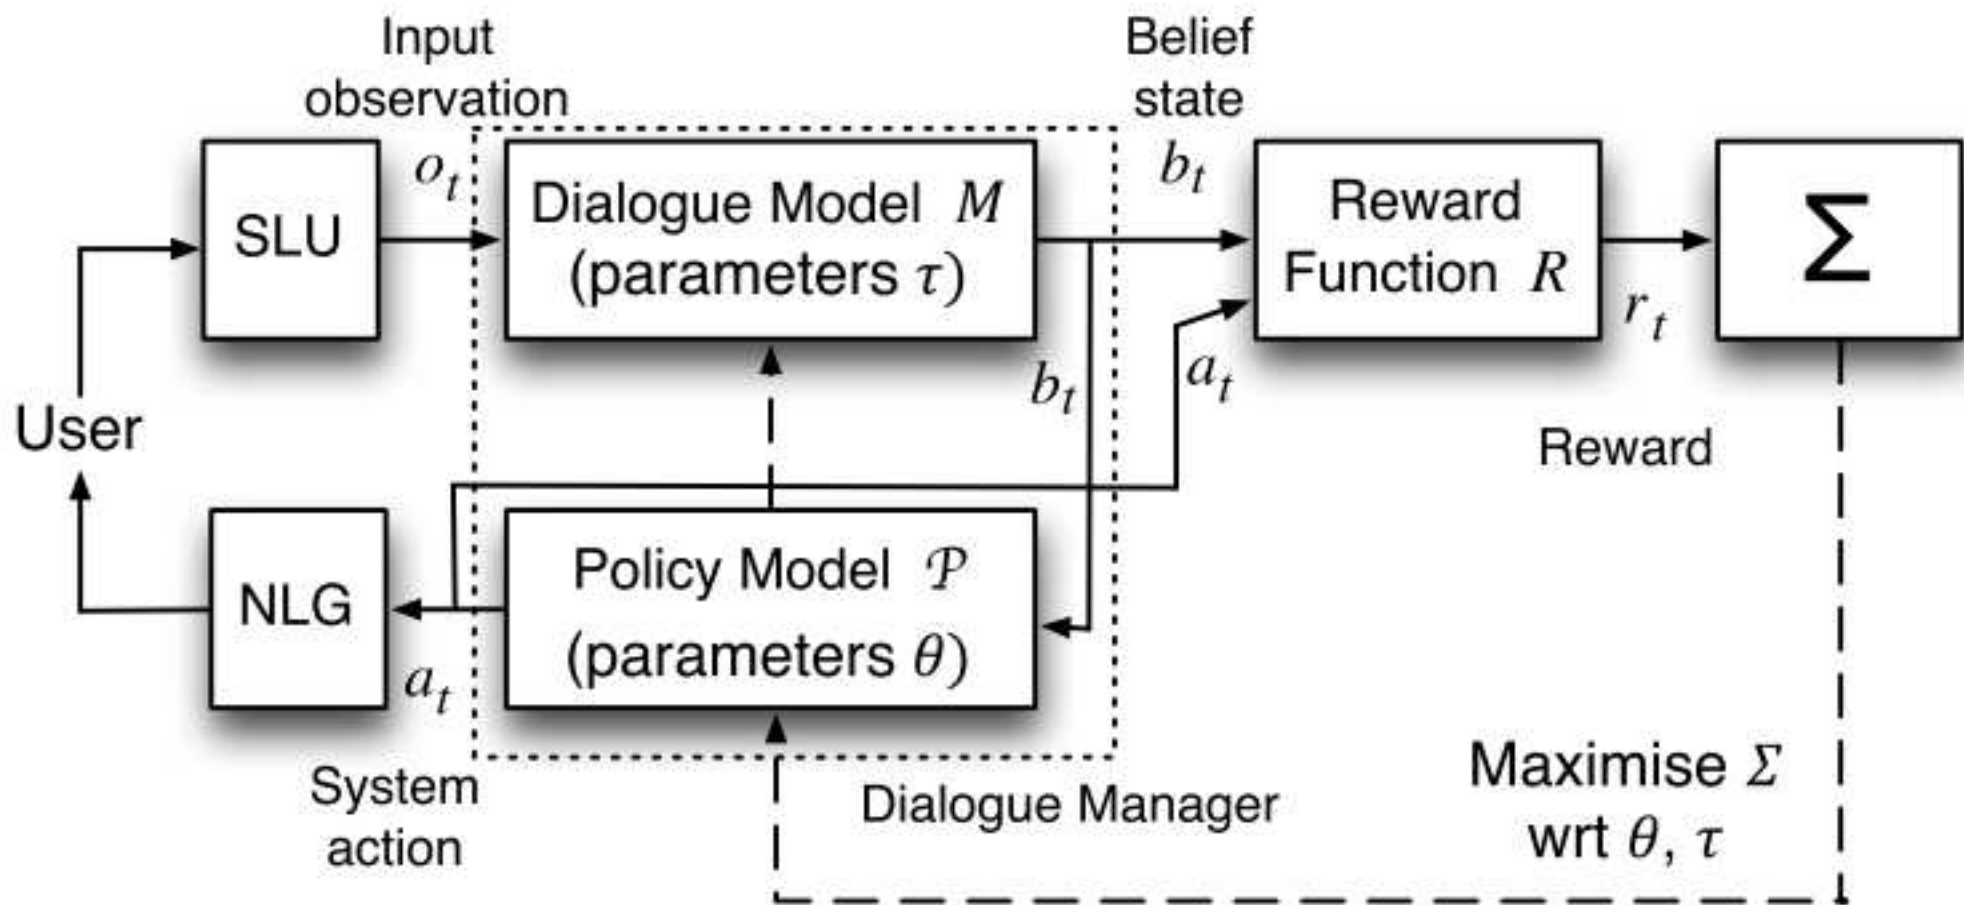 Input
observation
Belief
state
SLU
o_t
Dialogue Model M
(parameters τ)
b_t
Reward
Function R
r_t
Σ
b_t
a_t
User
Reward
NLG
a_t
Policy Model 𝒫
(parameters θ)
System
action
Dialogue Manager
Maximise Σ
wrt θ, τ